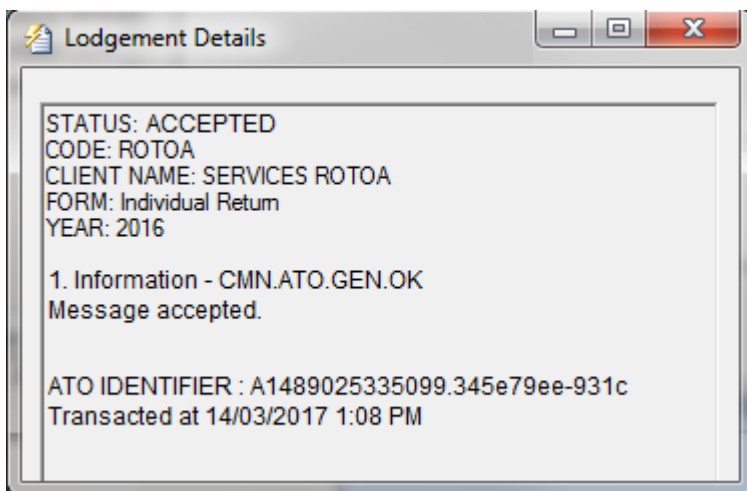 Lodgement Details
STATUS: ACCEPTED
CODE: ROTOA
CLIENT NAME: SERVICES ROTOA
FORM: Individual Return
YEAR: 2016
1. Information - CMN.ATO.GEN.OK
Message accepted.
ATO IDENTIFIER : A1489025335099.345e79ee-931c
Transacted at 14/03/2017 1:08 PM